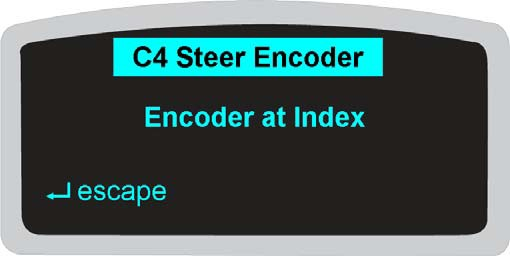 C4 Steer Encoder
Encoder at Index
↵ escape